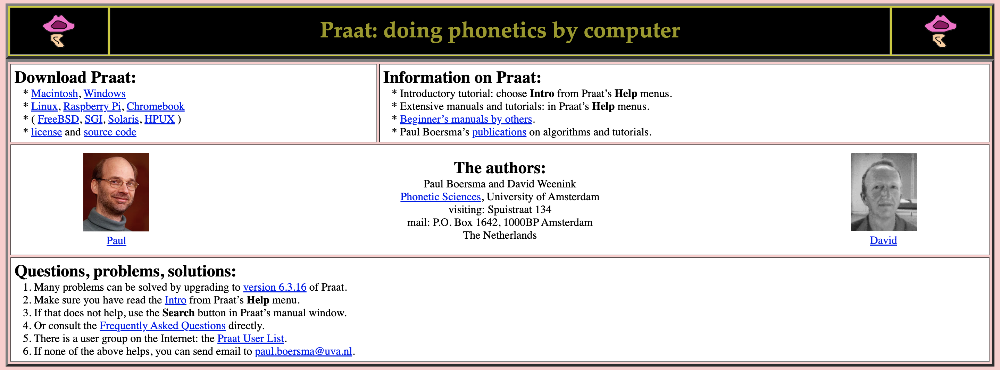 Praat: doing phonetics by computer
Download Praat:
* Macintosh, Windows
* Linux, Raspberry Pi, Chromebook
* ( FreeBSD, SGI, Solaris, HPUX )
* license and source code
Information on Praat:
* Introductory tutorial: choose Intro from Praat’s Help menus.
* Extensive manuals and tutorials: in Praat’s Help menus.
* Beginner’s manuals by others.
* Paul Boersma’s publications on algorithms and tutorials.
Paul
The authors:
Paul Boersma and David Weenink
Phonetic Sciences, University of Amsterdam
visiting: Spuistraat 134
mail: P.O. Box 1642, 1000BP Amsterdam
The Netherlands
David
Questions, problems, solutions:
1. Many problems can be solved by upgrading to version 6.3.16 of Praat.
2. Make sure you have read the Intro from Praat’s Help menu.
3. If that does not help, use the Search button in Praat’s manual window.
4. Or consult the Frequently Asked Questions directly.
5. There is a user group on the Internet: the Praat User List.
6. If none of the above helps, you can send email to paul.boersma@uva.nl.